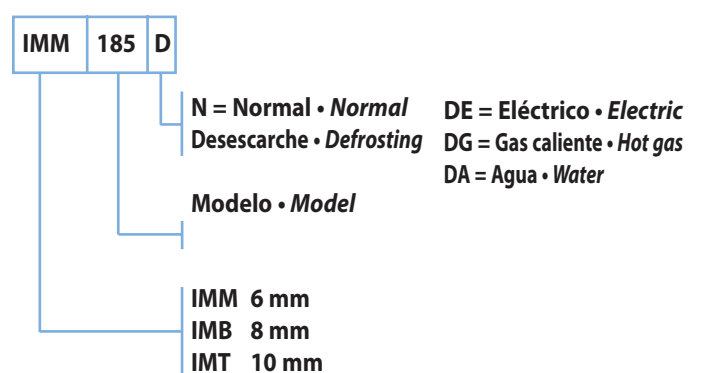 IMM 185 D
N = Normal • Normal
Desescarche • Defrosting
DE = Eléctrico • Electric
DG = Gas caliente • Hot gas
DA = Agua • Water
Modelo • Model
IMM 6 mm
IMB 8 mm
IMT 10 mm